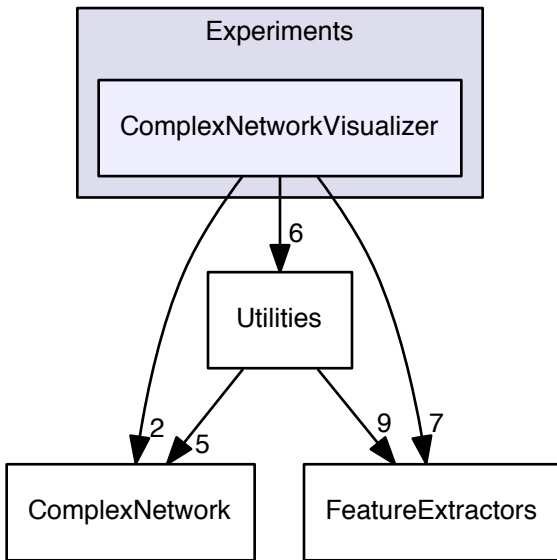 Experiments
ComplexNetworkVisualizer
6
Utilities
2
5
9
7
ComplexNetwork
FeatureExtractors